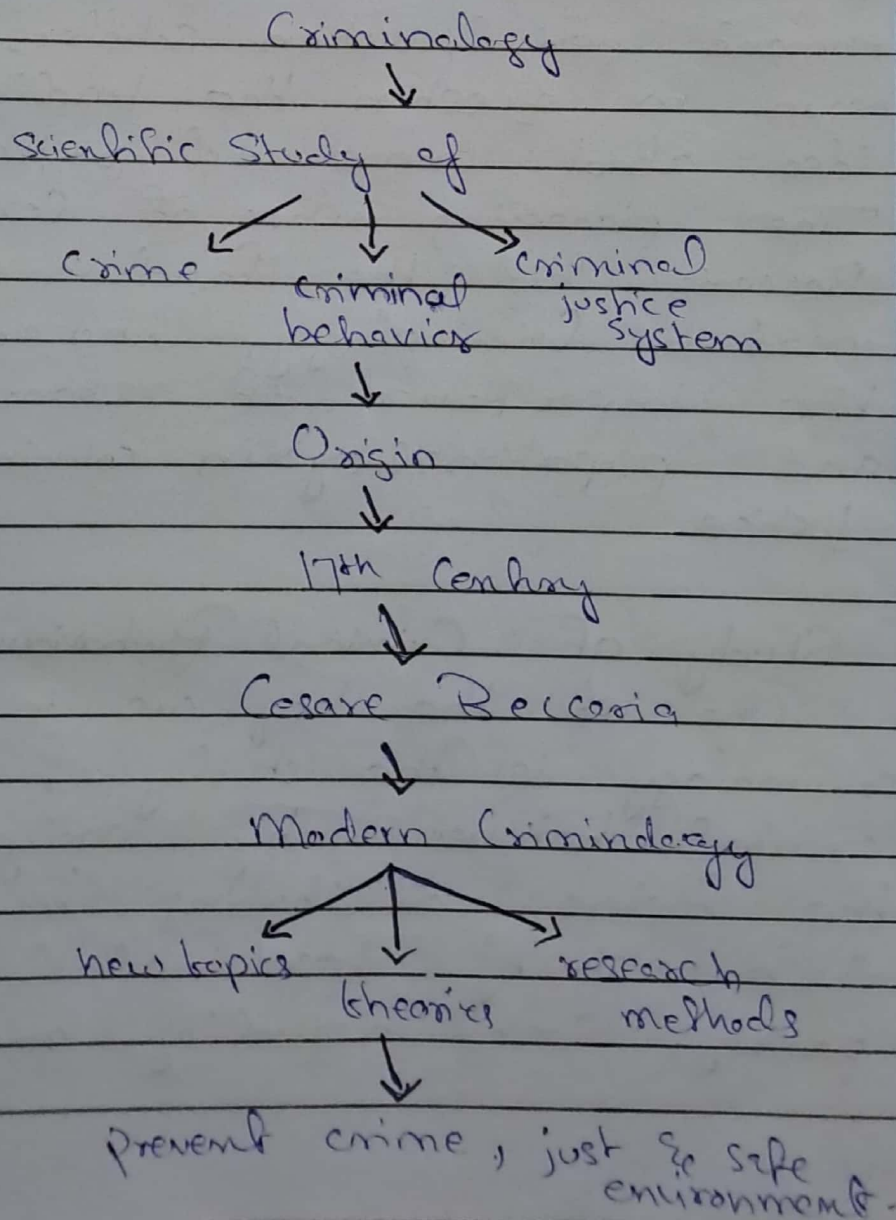 Criminology
Scientific Study of
Crime
criminal
behavior
criminal
justice
system
Origin
17th Century
Cesare Beccaria
Modern Criminology
new topics
theories
research
methods
prevent crime, just & safe
environment